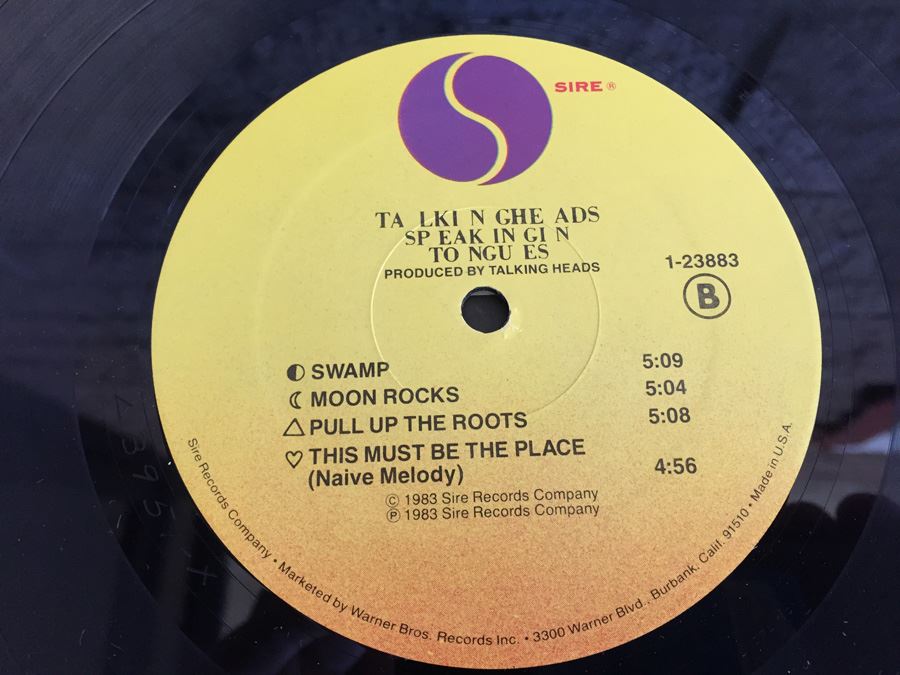 SIRE ®
TA LKI N GHE ADS
SP EAK IN GI N
TO NGU ES
PRODUCED BY TALKING HEADS
1-23883
B
SWAMP 5:09
MOON ROCKS 5:04
PULL UP THE ROOTS 5:08
THIS MUST BE THE PLACE
(Naive Melody) 4:56
© 1983 Sire Records Company
℗ 1983 Sire Records Company
Sire Records Company • Marketed by Warner Bros. Records Inc. • 3300 Warner Blvd., Burbank, Calif. 91510 • Made in U.S.A.